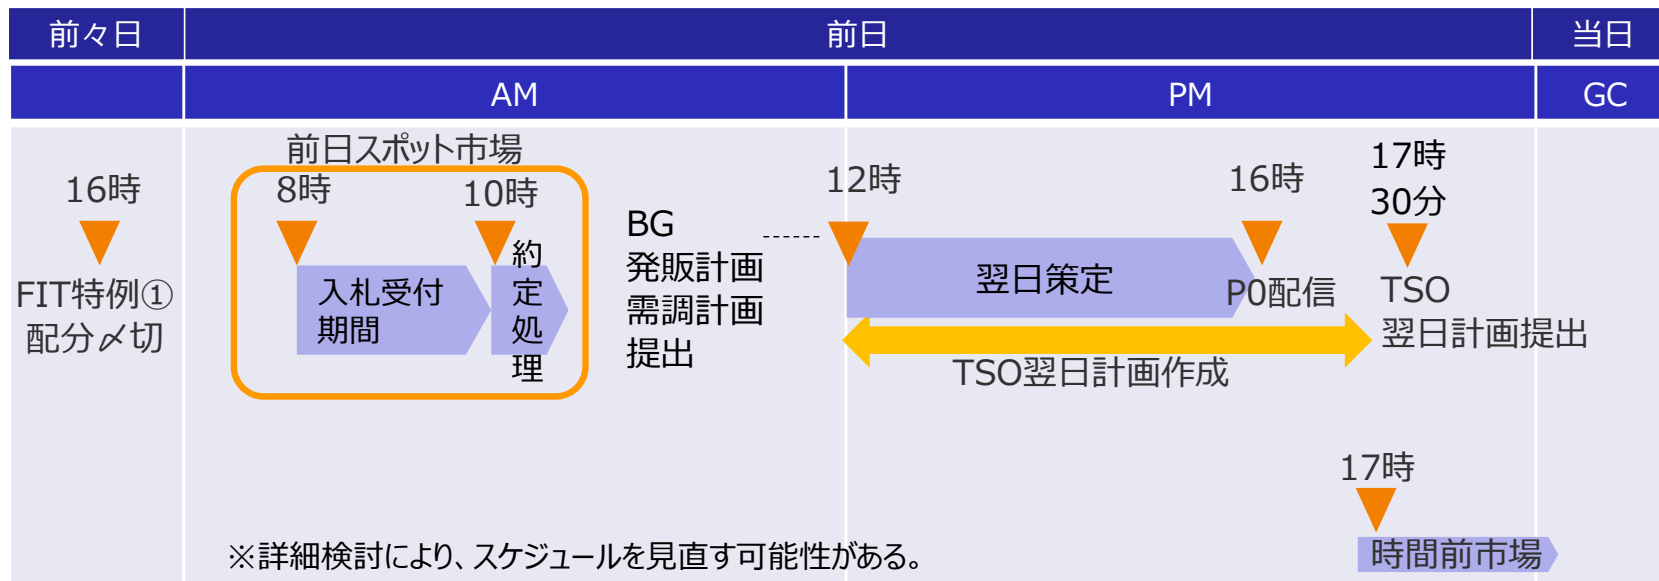 前々日
前日
当日
AM
PM
GC
16時
FIT特例①
配分〆切
前日スポット市場
8時
10時
入札受付
期間
約
定
処
理
BG
発販計画
需調計画
提出
12時
翌日策定
16時
P0配信
17時
30分
TSO
翌日計画提出
TSO翌日計画作成
17時
時間前市場
※詳細検討により、スケジュールを見直す可能性がある。